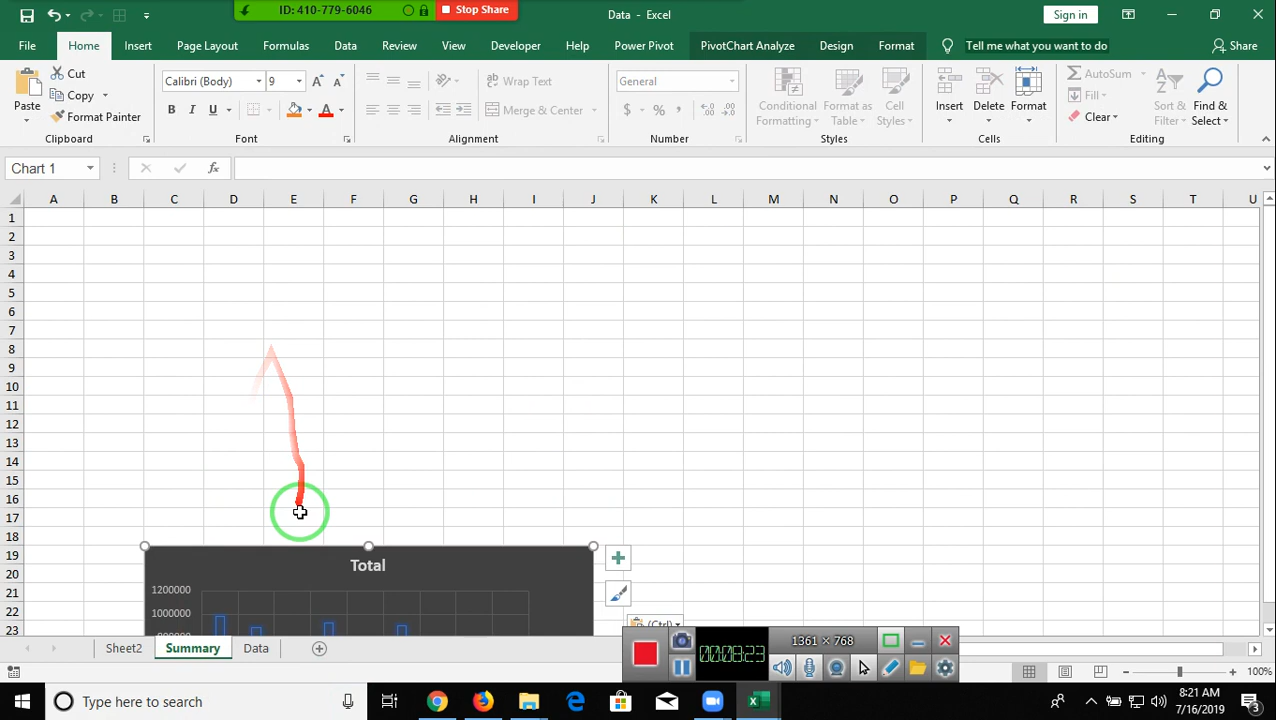 ID: 410-779-6046
Stop Share
Data - Excel
Sign in
File
Home
Insert
Page Layout
Formulas
Data
Review
View
Developer
Help
Power Pivot
PivotChart Analyze
Design
Format
Tell me what you want to do
Share
Paste
Cut
Copy
Format Painter
Clipboard
Calibri (Body)
9
B I U
Font
Wrap Text
Merge & Center
Alignment
General
$ % ,
Number
Conditional Formatting
Format as Table
Cell Styles
Styles
Insert
Delete
Format
Cells
AutoSum
Fill
Clear
Sort & Filter
Find & Select
Editing
Chart 1
fx
A B C D E F G H I J K L M N O P Q R S T U
1
2
3
4
5
6
7
8
9
10
11
12
13
14
15
16
17
18
19
20
21
22
23
Total
1200000
1000000
(Ctrl)
Sheet2
Summary
Data
00:08:23
1361 × 768
100%
Type here to search
8:21 AM
7/16/2019
3